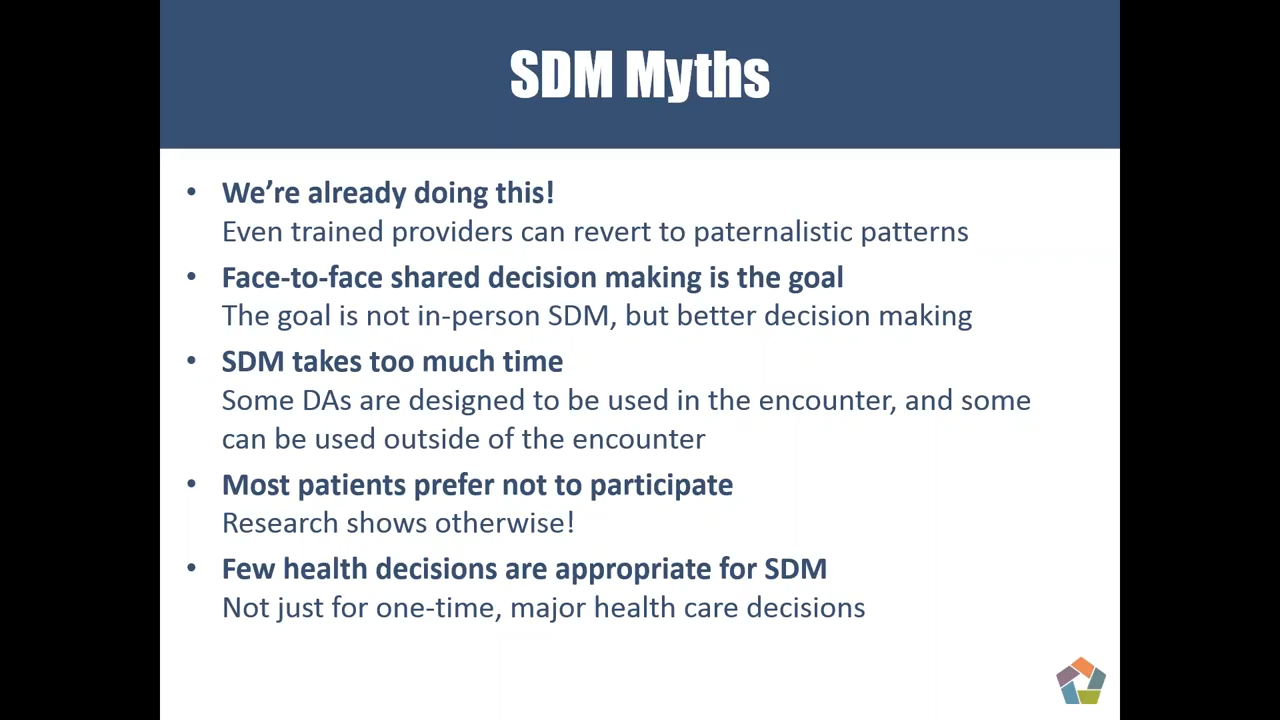 SDM Myths
• We’re already doing this!
Even trained providers can revert to paternalistic patterns
• Face-to-face shared decision making is the goal
The goal is not in-person SDM, but better decision making
• SDM takes too much time
Some DAs are designed to be used in the encounter, and some
can be used outside of the encounter
• Most patients prefer not to participate
Research shows otherwise!
• Few health decisions are appropriate for SDM
Not just for one-time, major health care decisions